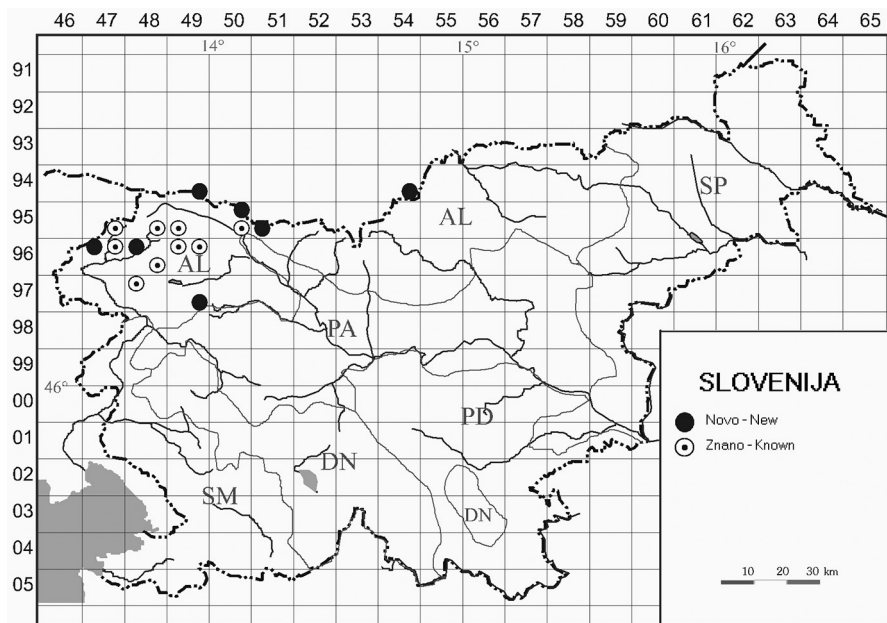 46 47 48 49 50 51 52 53 54 55 56 57 58 59 60 61 62 63 64 65
14° 15° 16°
91
92
93
94
95
96
97
98
99
00
01
02
03
04
05
46°
SP
AL
AL
PA
PD
DN
SM
DN
SLOVENIJA
Novo - New
Znano - Known
10 20 30 km